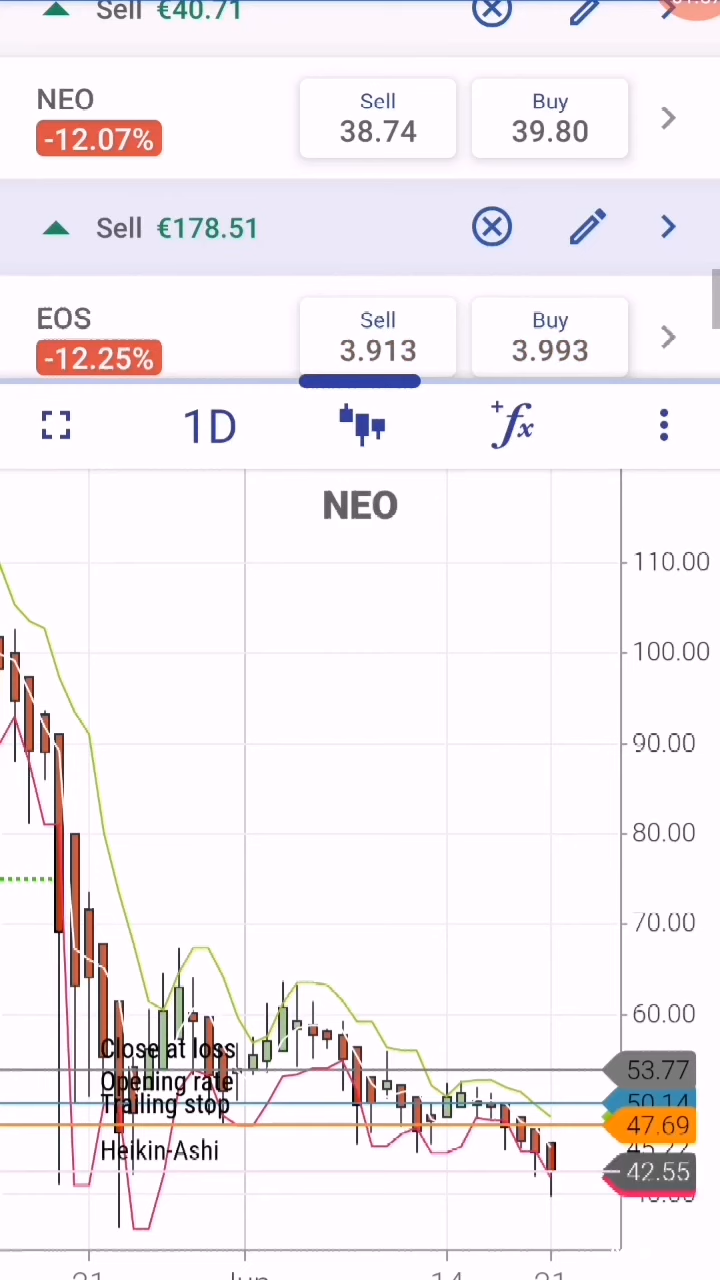 Sell €40.71
NEO
-12.07%
Sell
38.74
Buy
39.80
Sell €178.51
EOS
-12.25%
Sell
3.913
Buy
3.993
1D
+fx
NEO
110.00
100.00
90.00
80.00
70.00
60.00
Close at loss
53.77
Opening rate
50.14
Trailing stop
47.69
Heikin-Ashi
42.55
14